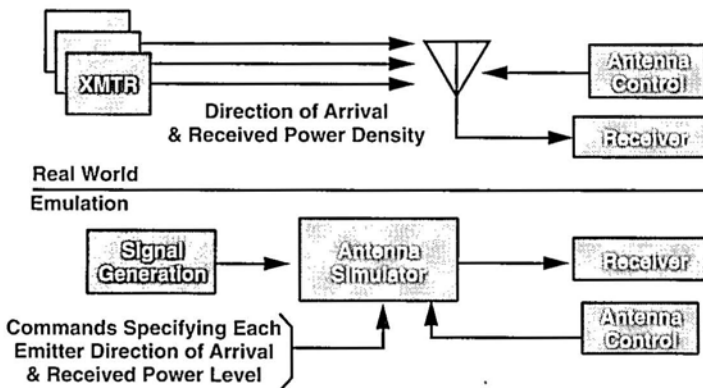 XMTR
Antenna
Control
Direction of Arrival
& Received Power Density
Receiver
Real World
Emulation
Signal
Generation
Antenna
Simulator
Receiver
Commands Specifying Each
Emitter Direction of Arrival
& Received Power Level
Antenna
Control